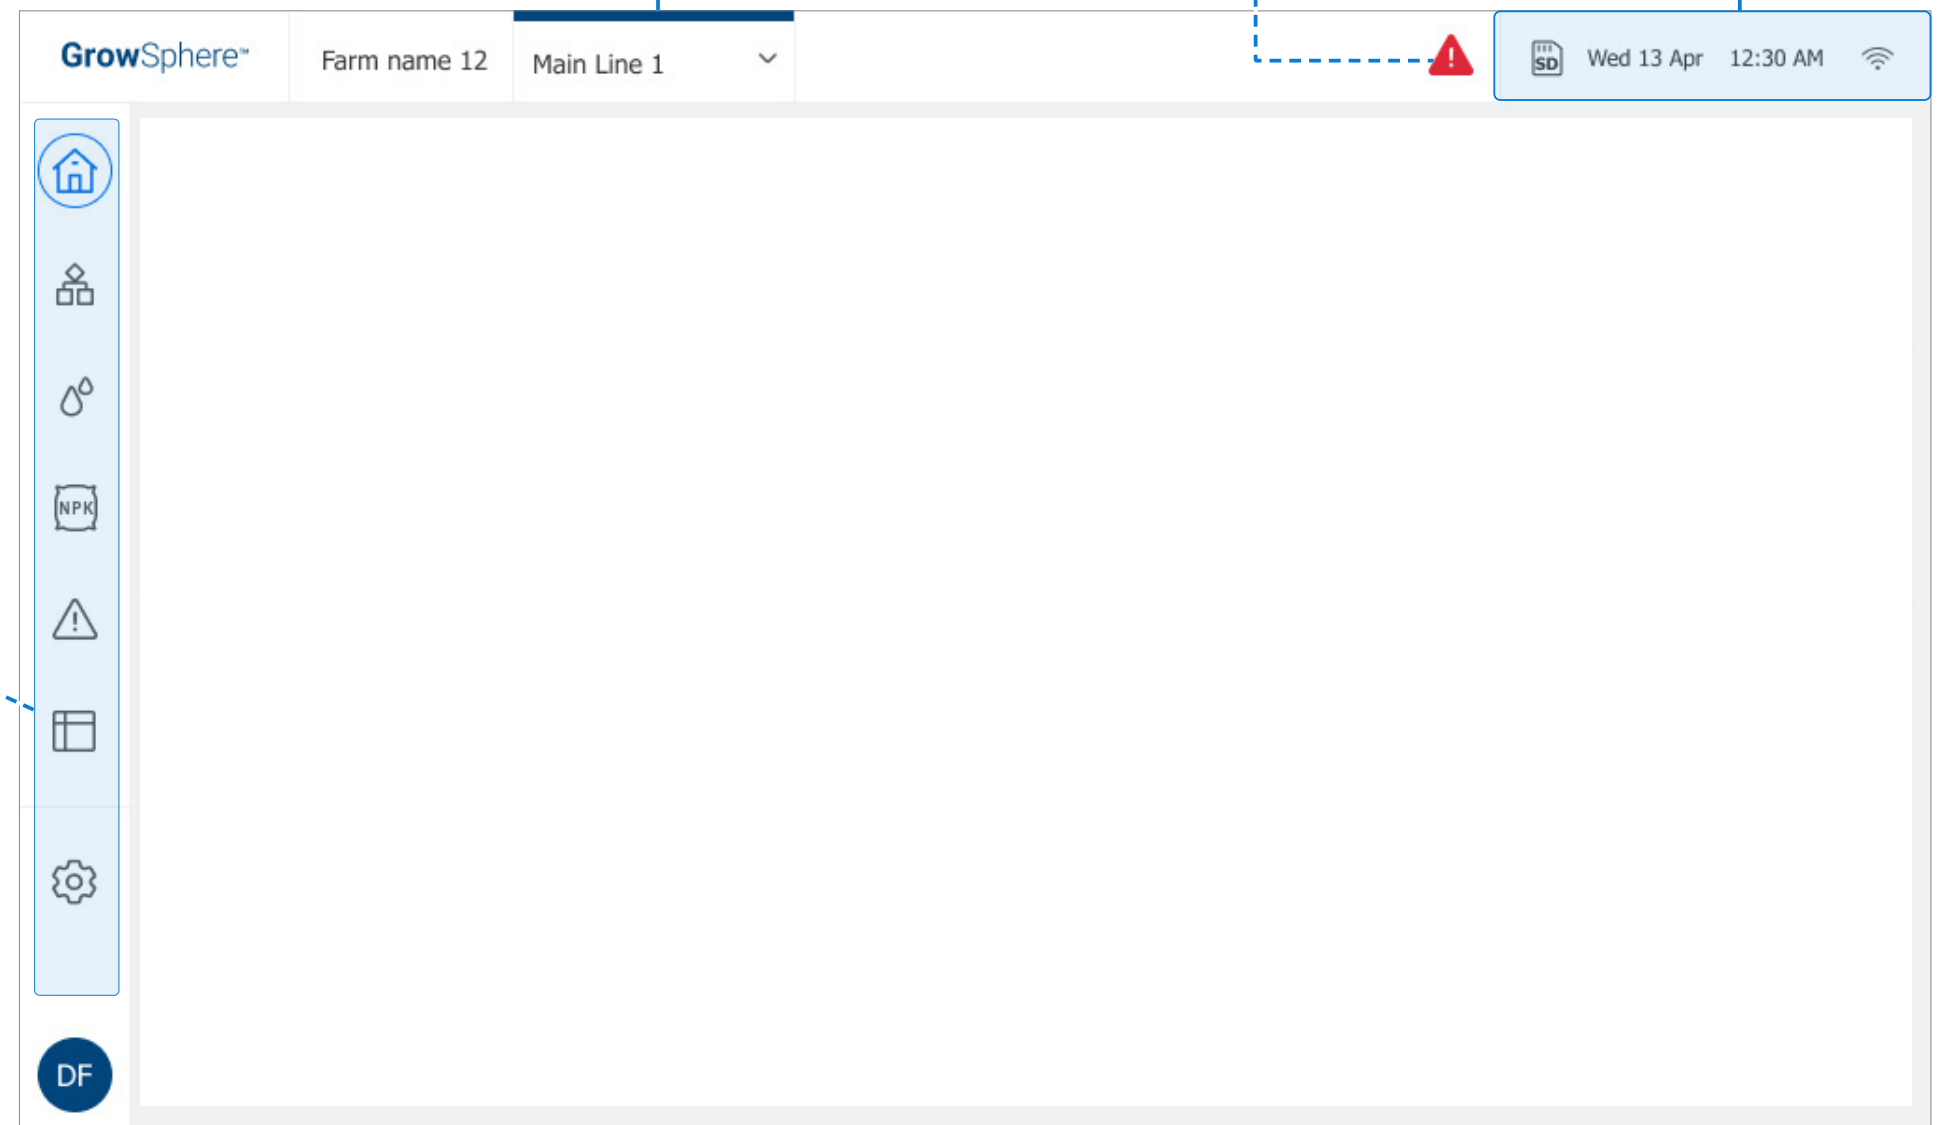 GrowSphere™
Farm name 12
Main Line 1
SD
Wed 13 Apr
12:30 AM
NPK
DF